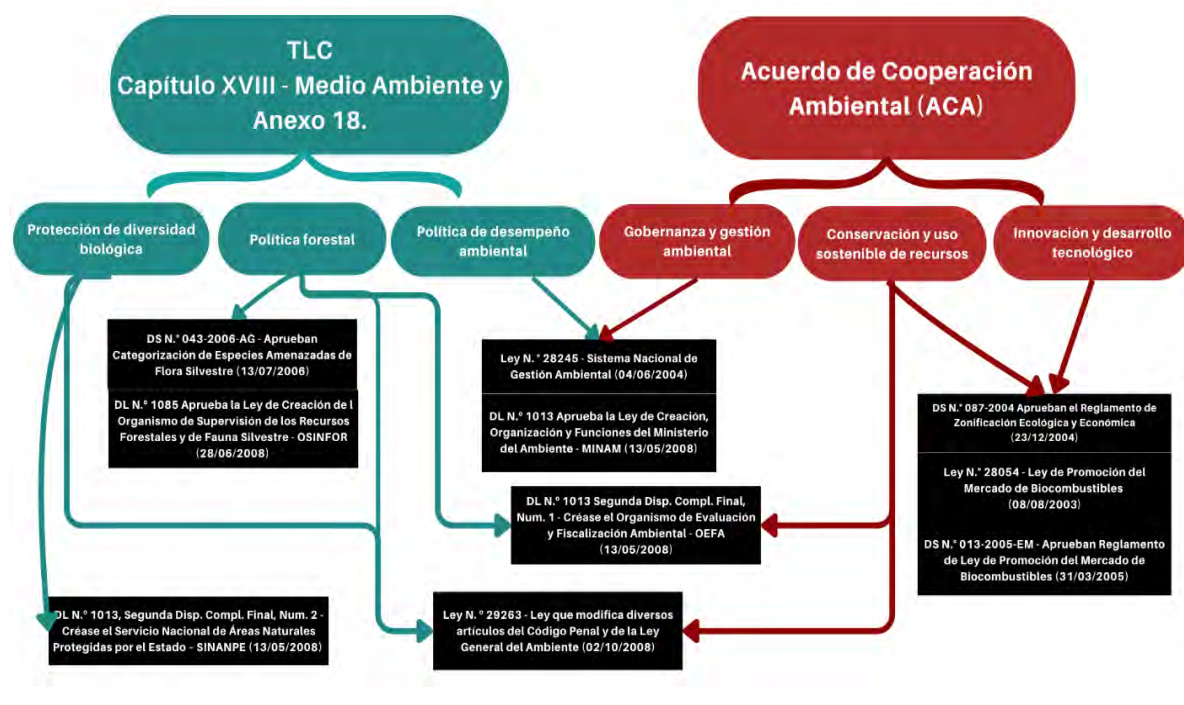 TLC
Capítulo XVIII - Medio Ambiente y
Anexo 18.
Acuerdo de Cooperación
Ambiental (ACA)
Protección de diversidad
biológica
Política forestal
Política de desempeño
ambiental
Gobernanza y gestión
ambiental
Conservación y uso
sostenible de recursos
Innovación y desarrollo
tecnológico
DS N.° 043-2006-AG - Aprueban
Categorización de Especies Amenazadas de
Flora Silvestre (13/07/2006)
DL N.° 1085 Aprueba la Ley de Creación de l
Organismo de Supervisión de los Recursos
Forestales y de Fauna Silvestre - OSINFOR
(28/06/2008)
Ley N. ° 28245 - Sistema Nacional de
Gestión Ambiental (04/06/2004)
DL N.° 1013 Aprueba la Ley de Creación,
Organización y Funciones del Ministerio
del Ambiente - MINAM (13/05/2008)
DS N.° 087-2004 Aprueban el Reglamento de
Zonificación Ecológica y Económica
(23/12/2004)
Ley N.° 28054 - Ley de Promoción del
Mercado de Biocombustibles
(08/08/2003)
DS N.° 013-2005-EM - Aprueban Reglamento
de Ley de Promoción del Mercado de
Biocombustibles (31/03/2005)
DL N.° 1013 Segunda Disp. Compl. Final,
Num. 1 - Créase el Organismo de Evaluación
y Fiscalización Ambiental - OEFA
(13/05/2008)
DL N.° 1013, Segunda Disp. Compl. Final, Num. 2 -
Créase el Servicio Nacional de Áreas Naturales
Protegidas por el Estado – SINANPE (13/05/2008)
Ley N.° 29263 - Ley que modifica diversos
artículos del Código Penal y de la Ley
General del Ambiente (02/10/2008)